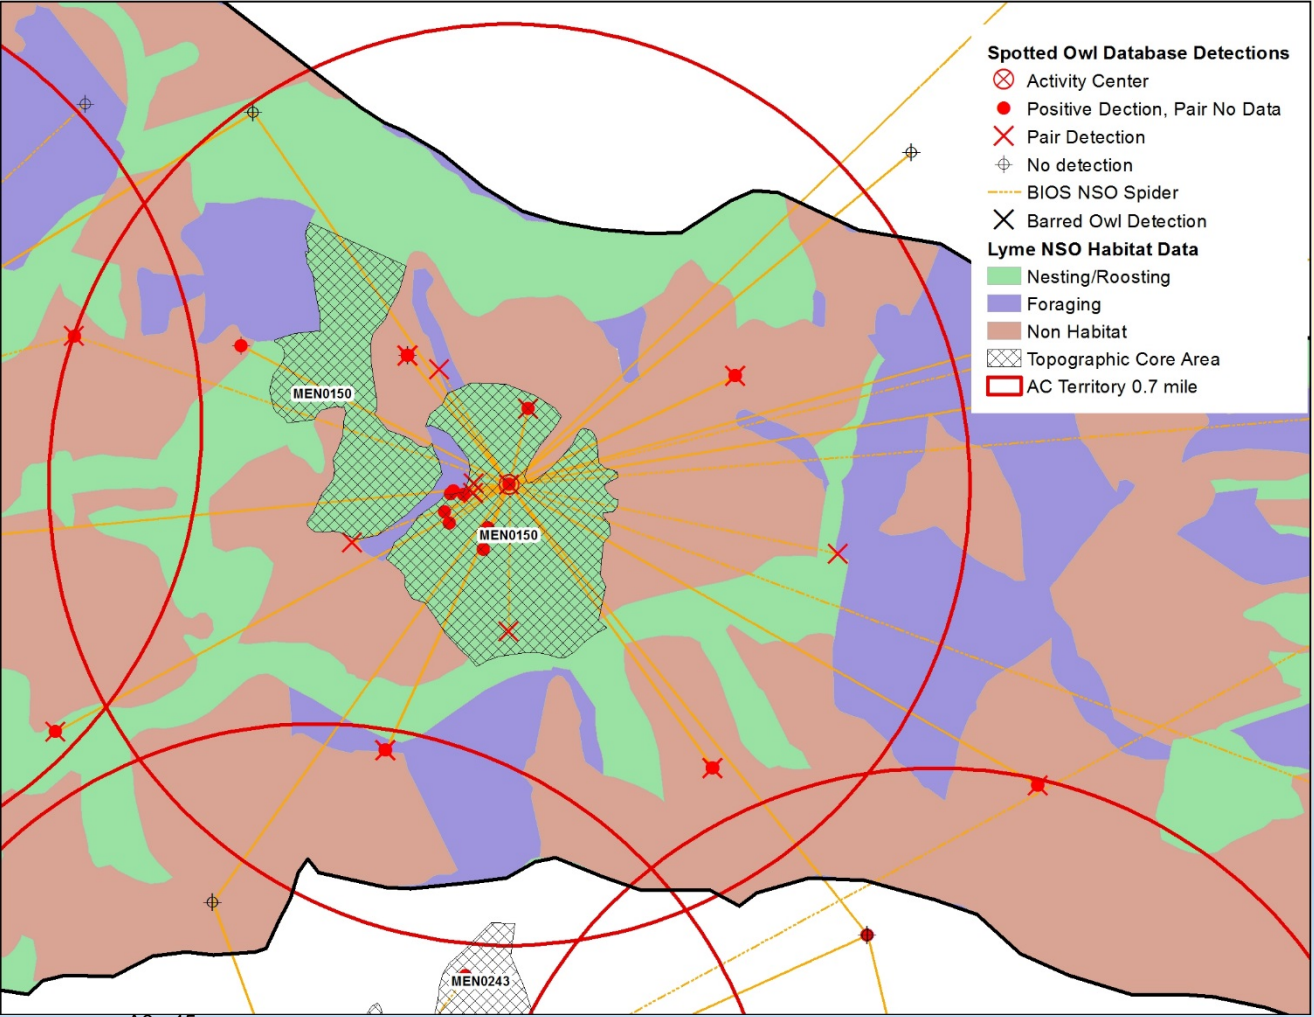 Spotted Owl Database Detections
Activity Center
Positive Dection, Pair No Data
Pair Detection
No detection
BIOS NSO Spider
Barred Owl Detection
Lyme NSO Habitat Data
Nesting/Roosting
Foraging
Non Habitat
Topographic Core Area
AC Territory 0.7 mile
MEN0150
MEN0150
MEN0243